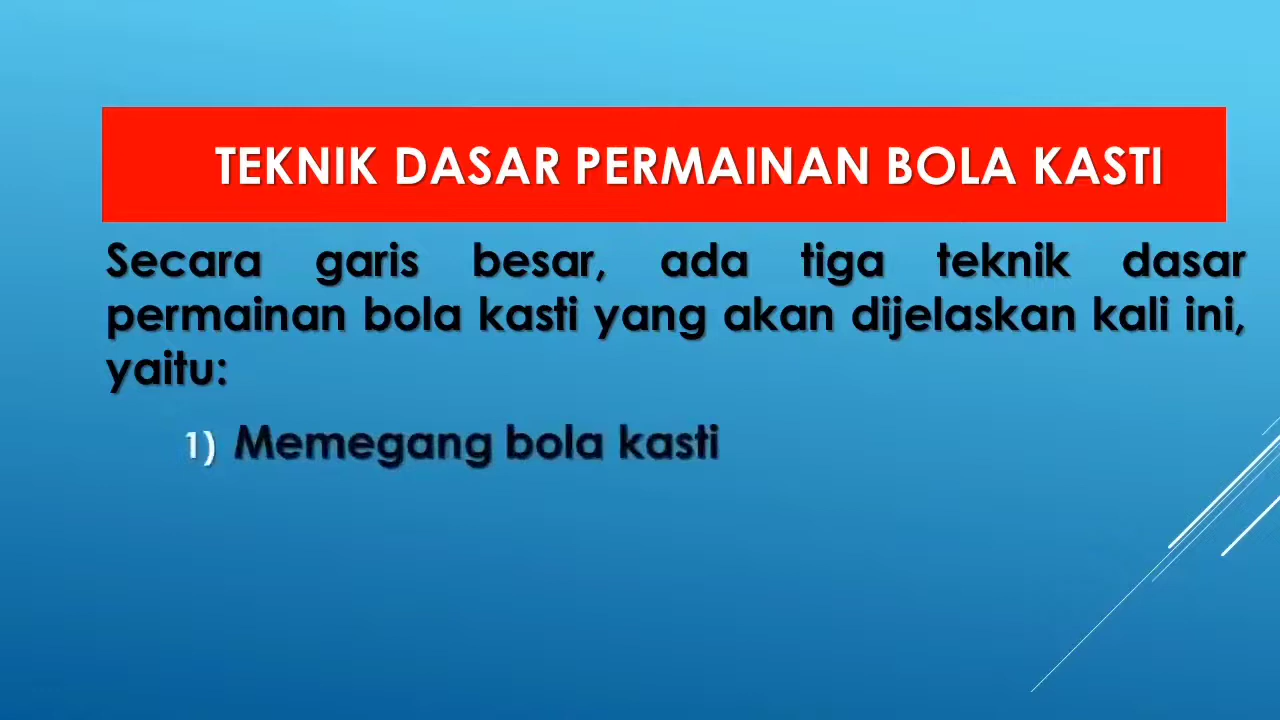 TEKNIK DASAR PERMAINAN BOLA KASTI
Secara garis besar, ada tiga teknik dasar
permainan bola kasti yang akan dijelaskan kali ini,
yaitu:
1) Memegang bola kasti